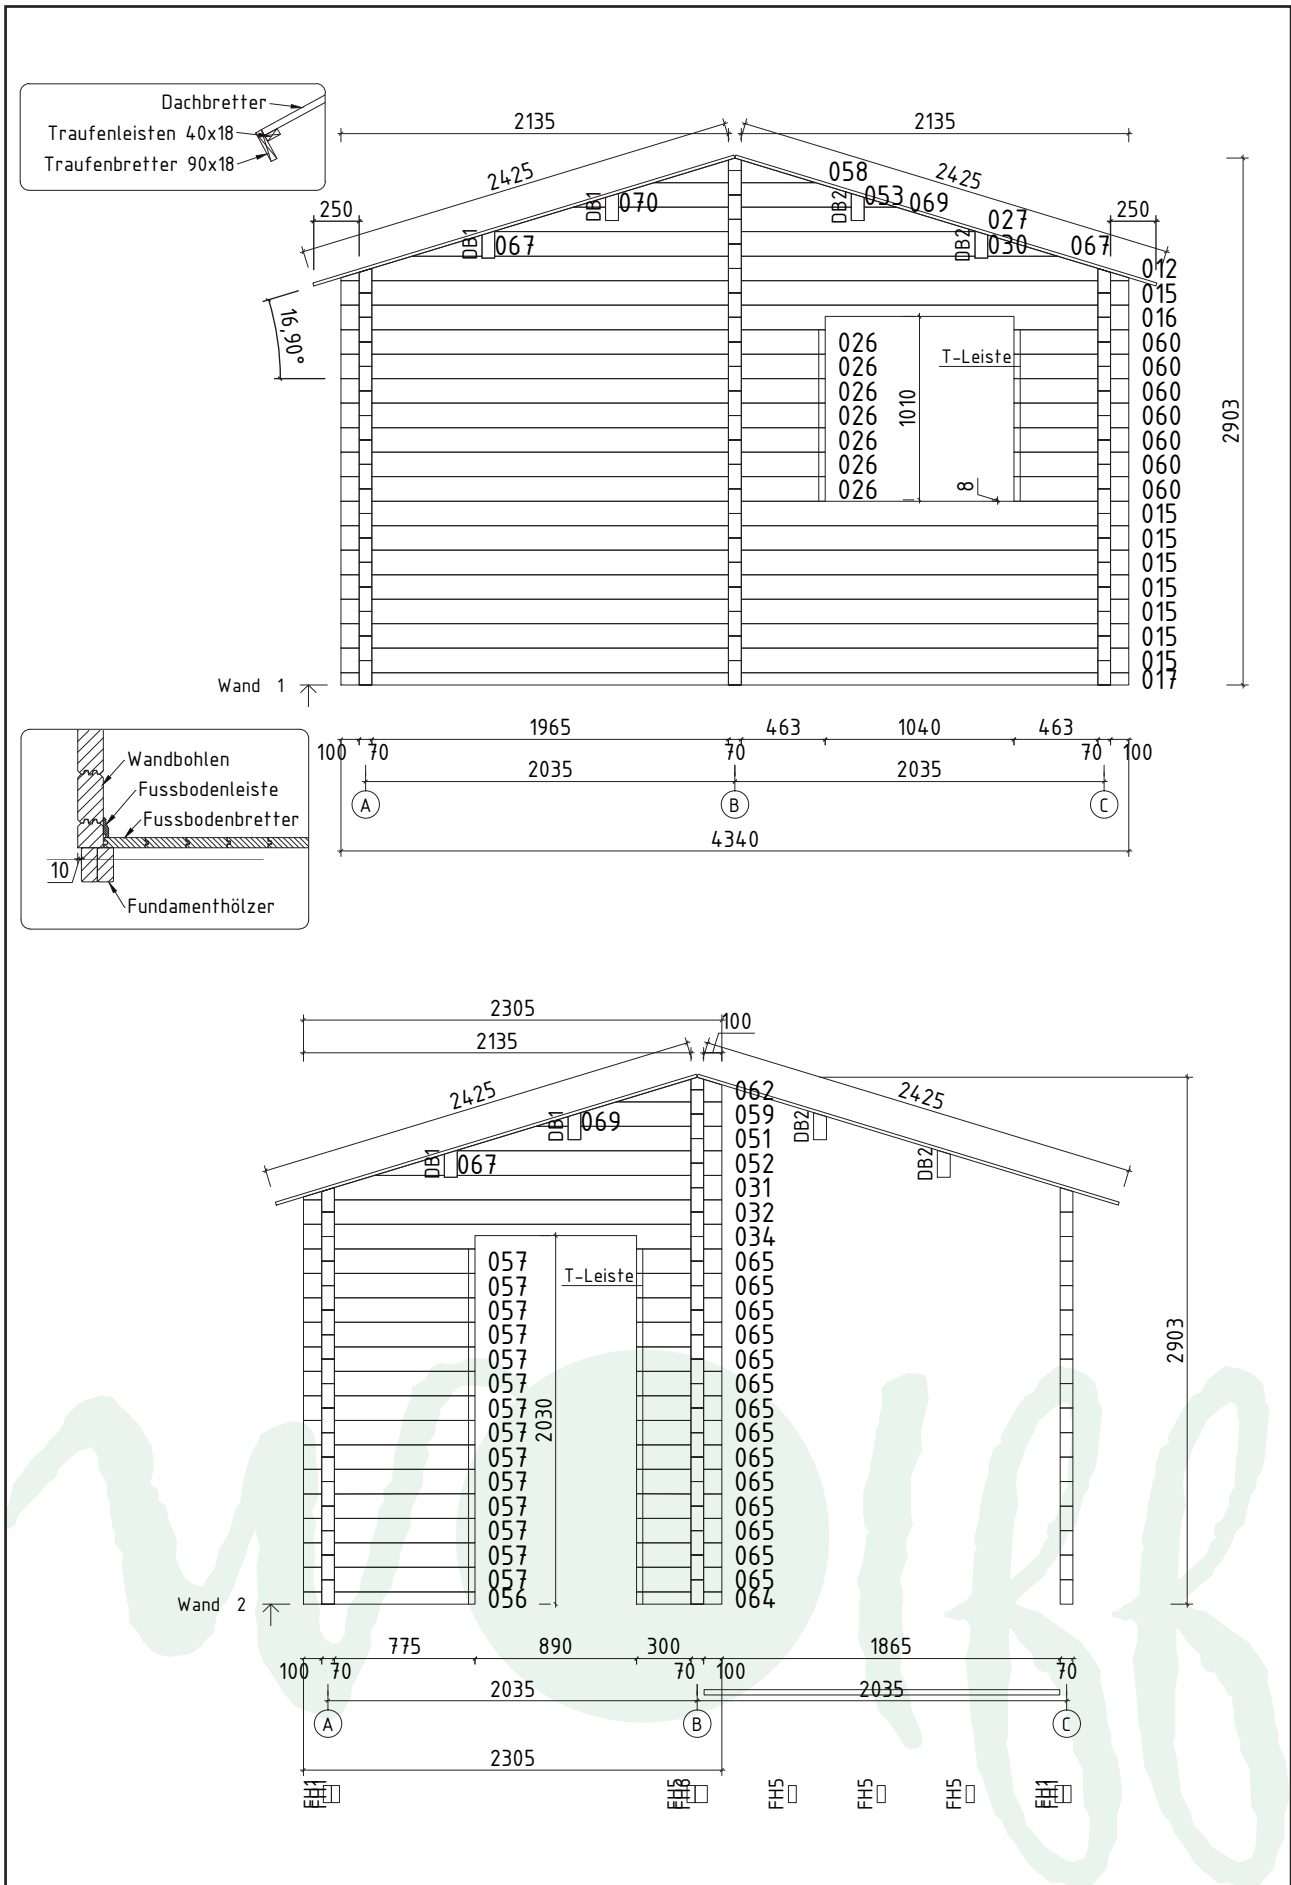 Dachbretter
Traufenleisten 40x18
Traufenbretter 90x18
2135
2135
2425
2425
250
250
058
DB1 070
DB2 053 069
027
DB1 067
DB2 030 067
012
015
016
16,90°
026 060
026 060
T-Leiste
026 060
026 060
026 060
026 060
026 060
1010
8
2903
015
015
015
015
015
015
015
017
Wand 1
1965
463
1040
463
100
70
70
70
100
2035
2035
A
B
C
4340
Wandbohlen
Fussbodenleiste
Fussbodenbretter
10
Fundamenthölzer
2305
100
2135
2425
2425
062
DB1 069 059 DB2
051
DB1 067 052 DB2
031
032
034
057 065
T-Leiste
057 065
057 065
057 065
057 065
057 065
057 065
057 065
057 065
057 065
057 065
057 065
057 065
057 065
056 064
2030
2903
Wand 2
775
890
300
1865
100
70
70
100
70
2035
2035
A
B
C
2305
FH1
FH5
FH5
FH5
FH5
FH1
wolff